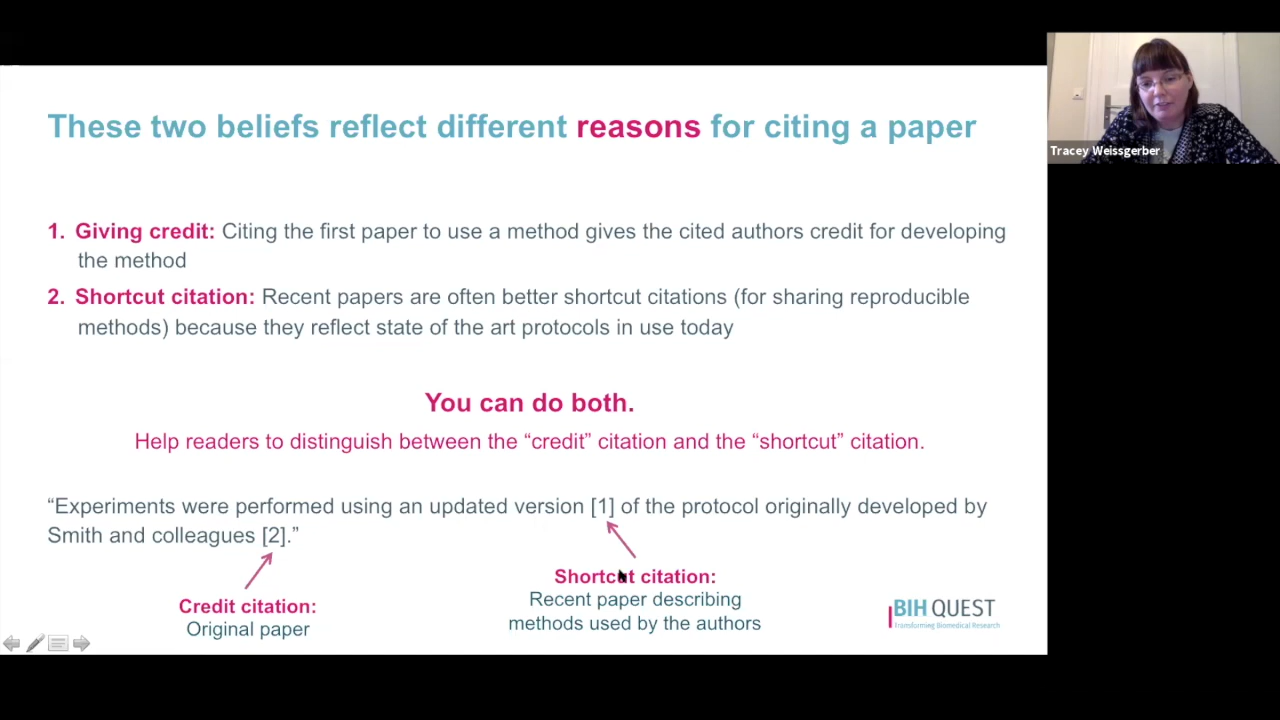 These two beliefs reflect different reasons for citing a paper
Tracey Weissgerber
1. Giving credit: Citing the first paper to use a method gives the cited authors credit for developing
the method
2. Shortcut citation: Recent papers are often better shortcut citations (for sharing reproducible
methods) because they reflect state of the art protocols in use today
You can do both.
Help readers to distinguish between the “credit” citation and the “shortcut” citation.
“Experiments were performed using an updated version [1] of the protocol originally developed by
Smith and colleagues [2].”
Shortcut citation:
Recent paper describing
methods used by the authors
Credit citation:
Original paper
BIH QUEST
Transforming Biomedical Research